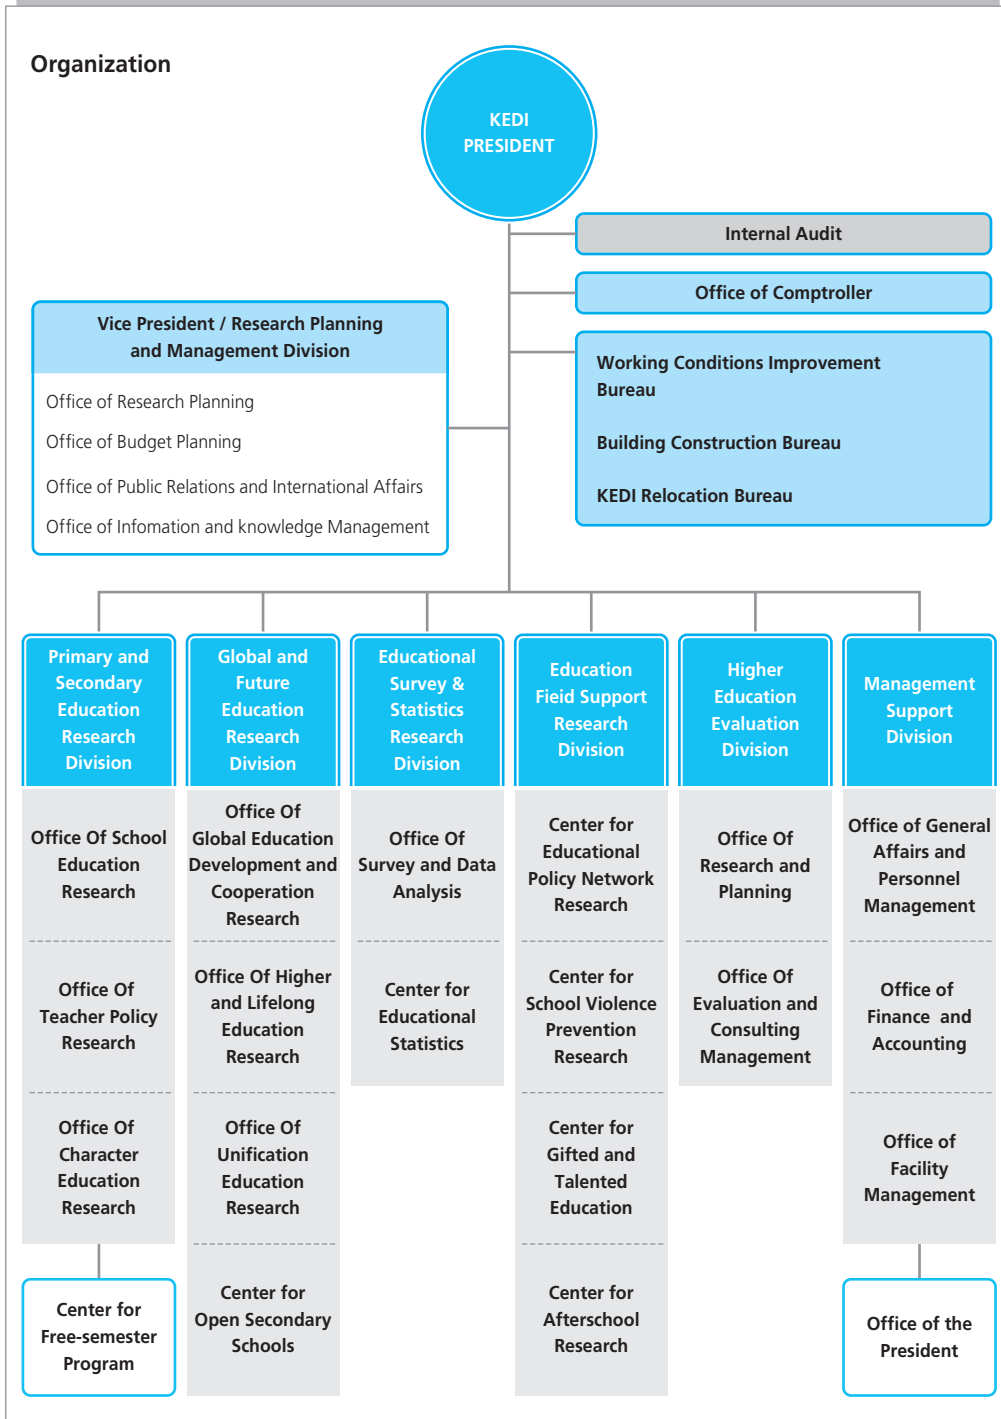 Organization
KEDI
PRESIDENT
Internal Audit
Office of Comptroller
Vice President / Research Planning
and Management Division
Office of Research Planning
Office of Budget Planning
Office of Public Relations and International Affairs
Office of Infomation and knowledge Management
Working Conditions Improvement
Bureau
Building Construction Bureau
KEDI Relocation Bureau
Primary and
Secondary
Education
Research
Division
Office Of School
Education
Research
Office Of
Teacher Policy
Research
Office Of
Character
Education
Research
Center for
Free-semester
Program
Global and
Future
Education
Research
Division
Office Of
Global Education
Development and
Cooperation
Research
Office Of Higher
and Lifelong
Education
Research
Office Of
Unification
Education
Research
Center for
Open Secondary
Schools
Educational
Survey &
Statistics
Research
Division
Office Of
Survey and Data
Analysis
Center for
Educational
Statistics
Education
Fieid Support
Research
Division
Center for
Educational
Policy Network
Research
Center for
School Violence
Prevention
Research
Center for
Gifted and
Talented
Education
Center for
Afterschool
Research
Higher
Education
Evaluation
Division
Office Of
Research and
Planning
Office Of
Evaluation and
Consulting
Management
Management
Support
Division
Office of General
Affairs and
Personnel
Management
Office of
Finance and
Accounting
Office of
Facility
Management
Office of the
President